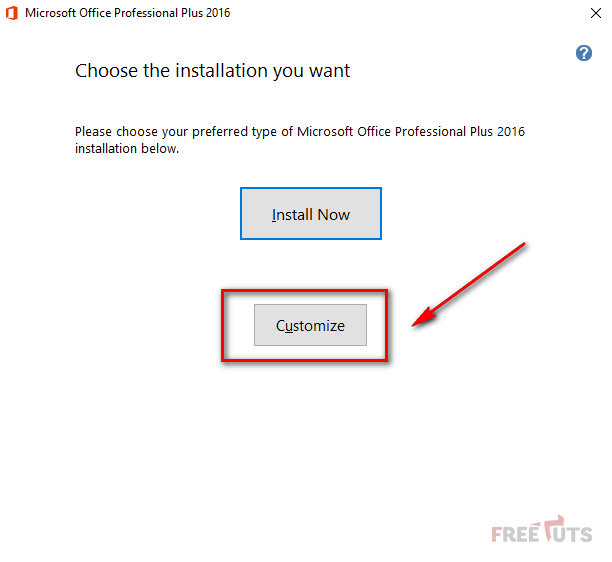 Microsoft Office Professional Plus 2016
Choose the installation you want
Please choose your preferred type of Microsoft Office Professional Plus 2016
installation below.
Install Now
Customize
FREETUTS